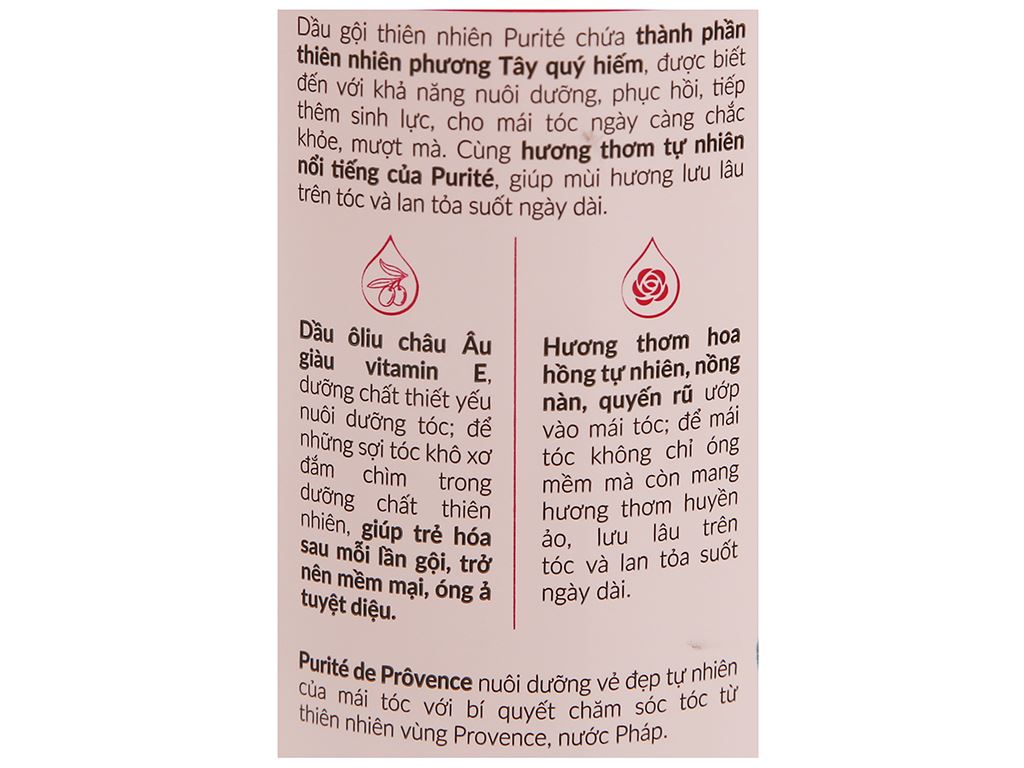 Dầu gội thiên nhiên Purité chứa thành phần
thiên nhiên phương Tây quý hiếm, được biết
đến với khả năng nuôi dưỡng, phục hồi, tiếp
thêm sinh lực, cho mái tóc ngày càng chắc
khỏe, mượt mà. Cùng hương thơm tự nhiên
nổi tiếng của Purité, giúp mùi hương lưu lâu
trên tóc và lan tỏa suốt ngày dài.
Dầu ôliu châu Âu
giàu vitamin E,
dưỡng chất thiết yếu
nuôi dưỡng tóc; để
những sợi tóc khô xơ
đắm chìm trong
dưỡng chất thiên
nhiên, giúp trẻ hóa
sau mỗi lần gội, trở
nên mềm mại, óng ả
tuyệt diệu.
Hương thơm hoa
hồng tự nhiên, nồng
nàn, quyến rũ ướp
vào mái tóc; để mái
tóc không chỉ óng
mềm mà còn mang
hương thơm huyền
ảo, lưu lâu trên
tóc và lan tỏa suốt
ngày dài.
Purité de Prôvence nuôi dưỡng vẻ đẹp tự nhiên
của mái tóc với bí quyết chăm sóc tóc từ
thiên nhiên vùng Provence, nước Pháp.